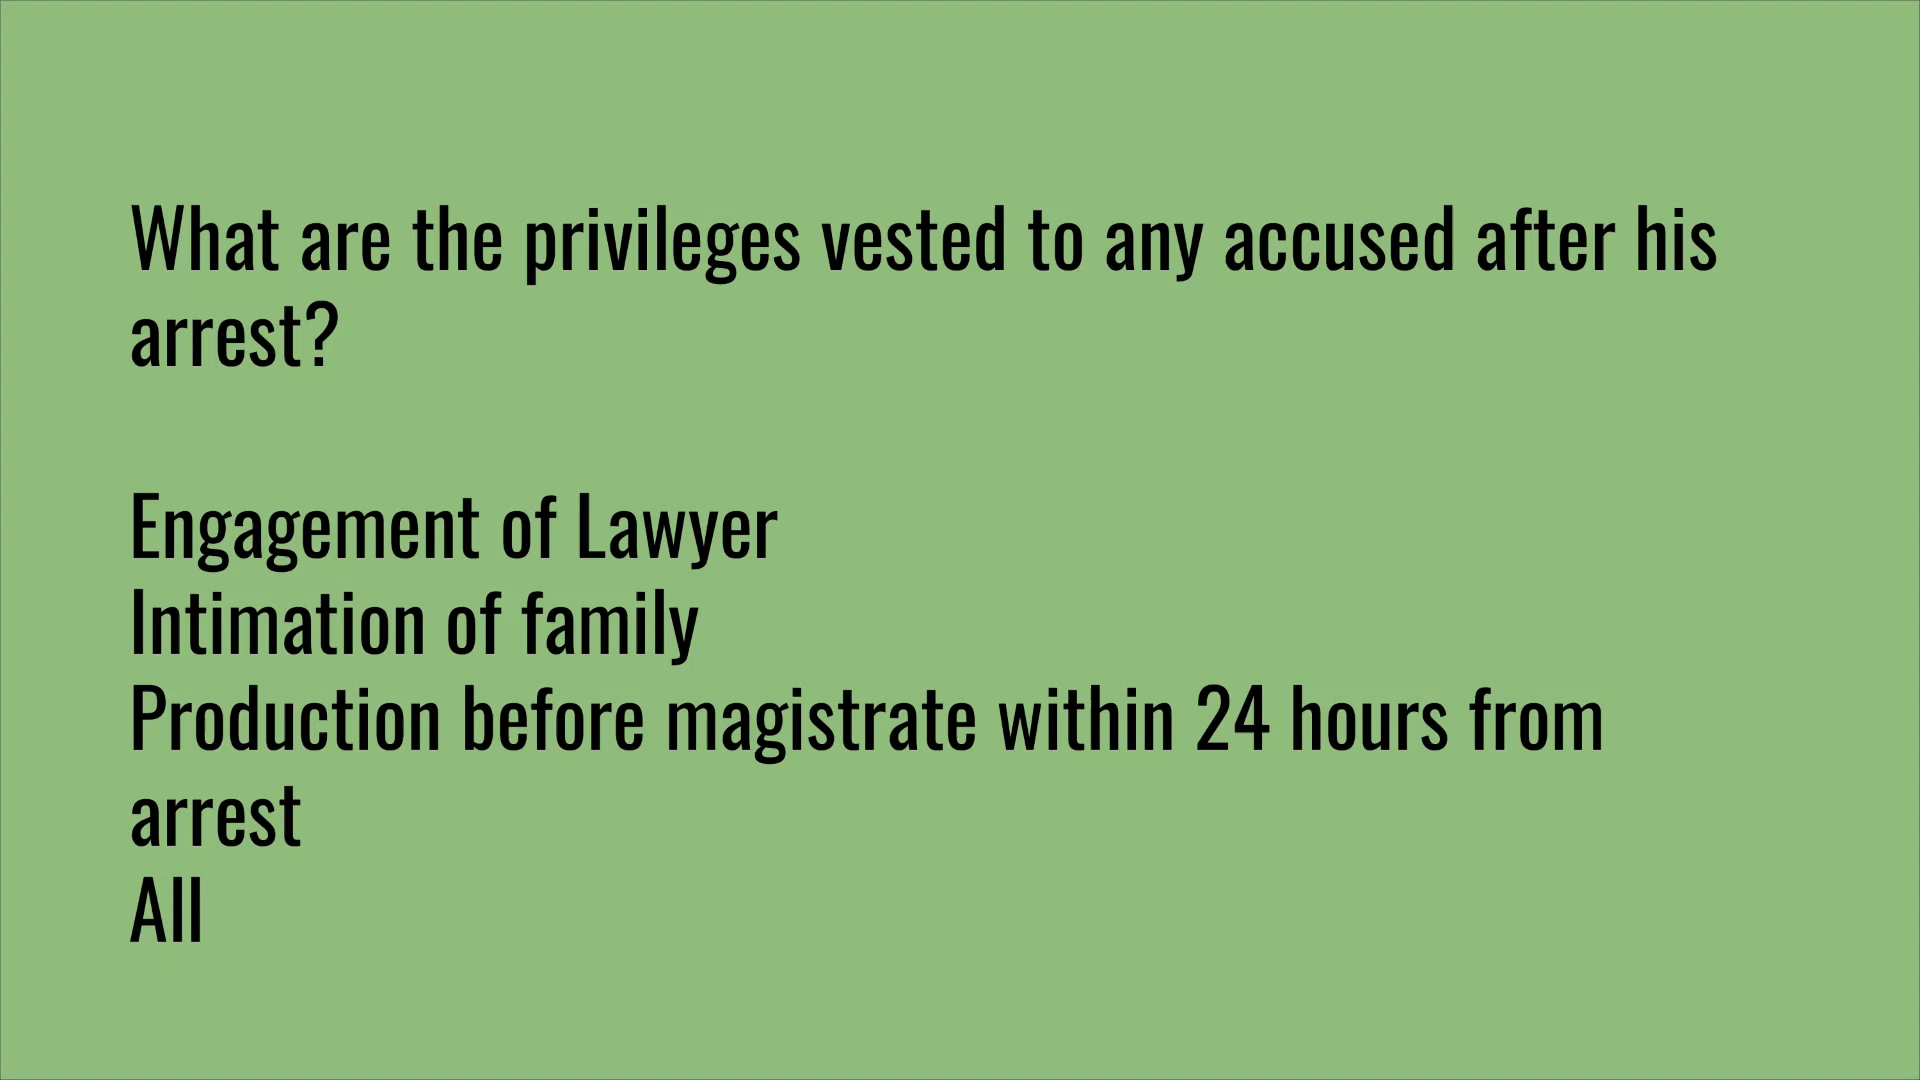 What are the privileges vested to any accused after his
arrest?
Engagement of Lawyer
Intimation of family
Production before magistrate within 24 hours from
arrest
All